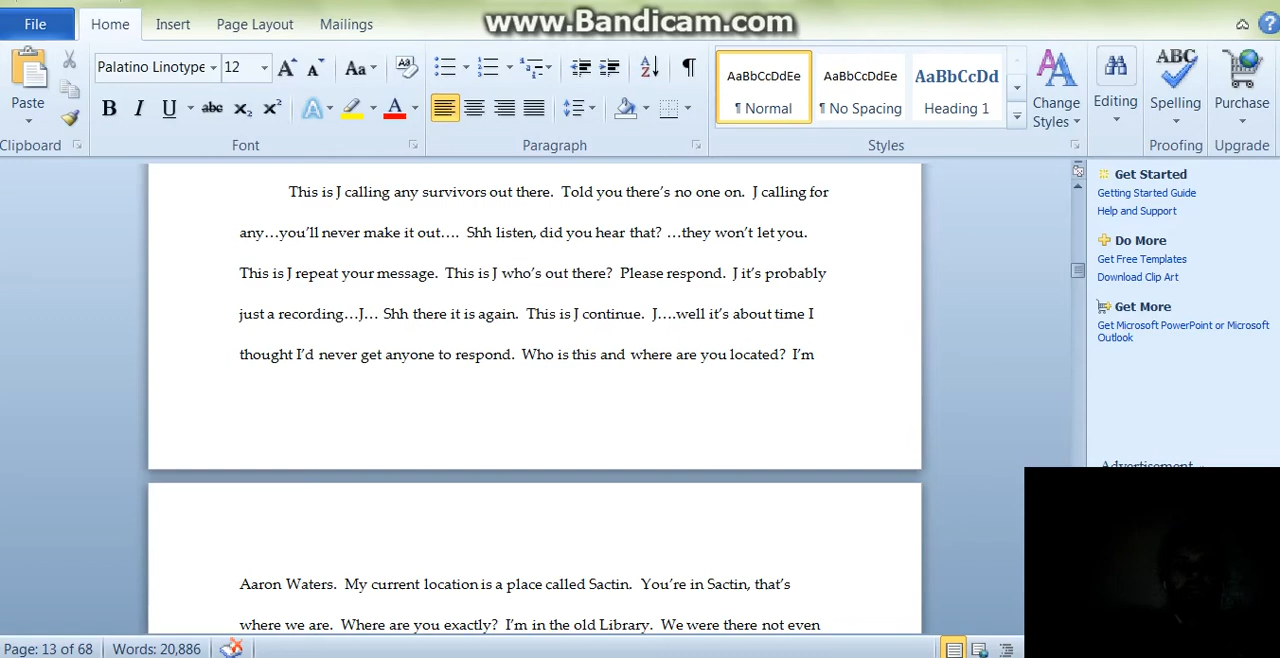 www.Bandicam.com
File Home Insert Page Layout Mailings
Palatino Linotype 12 Aa
AaBbCcDdEe AaBbCcDdEe AaBbCcDd
Paste B I U abc X₂ X² A A ¶ Normal ¶ No Spacing Heading 1 Change Styles Editing ABC Spelling Purchase
Clipboard Font Paragraph Styles Proofing Upgrade
This is J calling any survivors out there.  Told you there’s no one on.  J calling for
any…you’ll never make it out….  Shh listen, did you hear that? …they won’t let you.
This is J repeat your message.  This is J who’s out there?  Please respond.  J it’s probably
just a recording…J… Shh there it is again.  This is J continue.  J….well it’s about time I
thought I’d never get anyone to respond.  Who is this and where are you located?  I’m
Aaron Waters.  My current location is a place called Sactin.  You’re in Sactin, that’s
where we are.  Where are you exactly?  I’m in the old Library.  We were there not even
Get Started
Getting Started Guide
Help and Support
Do More
Get Free Templates
Download Clip Art
Get More
Get Microsoft PowerPoint or Microsoft
Outlook
Advertisement
Page: 13 of 68 Words: 20,886